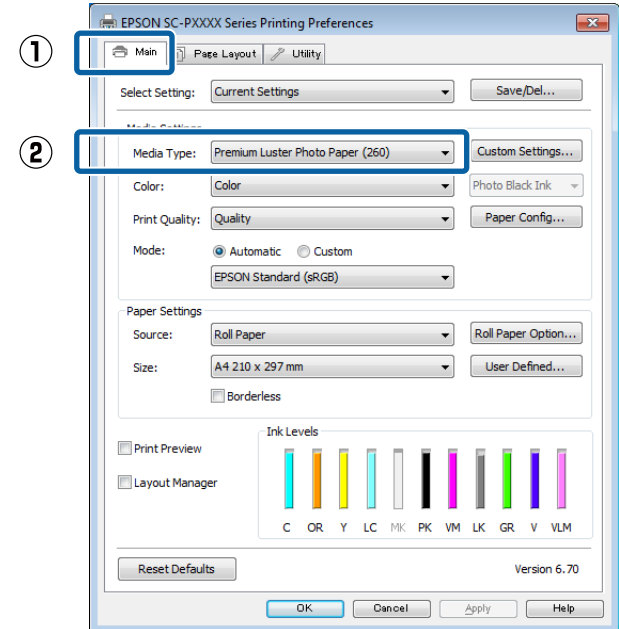 EPSON SC-PXXXX Series Printing Preferences
①
Main Page Layout Utility
Select Setting: Current Settings Save/Del...
Media Settings
②
Media Type: Premium Luster Photo Paper (260) Custom Settings...
Color: Color Photo Black Ink
Print Quality: Quality Paper Config...
Mode: Automatic Custom
EPSON Standard (sRGB)
Paper Settings
Source: Roll Paper Roll Paper Option...
Size: A4 210 x 297 mm User Defined...
Borderless
Ink Levels
Print Preview
Layout Manager
C OR Y LC MK PK VM LK GR V VLM
Reset Defaults Version 6.70
OK Cancel Apply Help